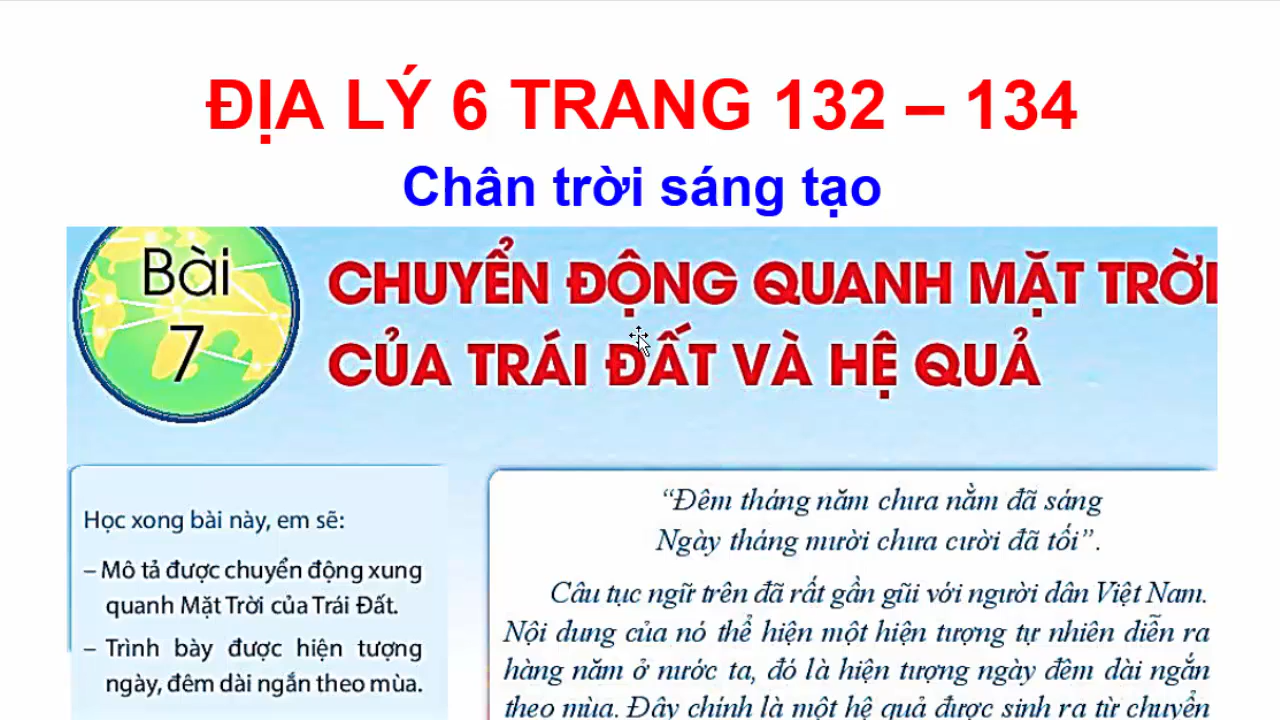 ĐỊA LÝ 6 TRANG 132 – 134
Chân trời sáng tạo
Bài
7
CHUYỂN ĐỘNG QUANH MẶT TRỜI
CỦA TRÁI ĐẤT VÀ HỆ QUẢ
Học xong bài này, em sẽ:
– Mô tả được chuyển động xung
quanh Mặt Trời của Trái Đất.
– Trình bày được hiện tượng
ngày, đêm dài ngắn theo mùa.
“Đêm tháng năm chưa nằm đã sáng
Ngày tháng mười chưa cười đã tối”.
Câu tục ngữ trên đã rất gần gũi với người dân Việt Nam.
Nội dung của nó thể hiện một hiện tượng tự nhiên diễn ra
hàng năm ở nước ta, đó là hiện tượng ngày đêm dài ngắn
theo mùa. Đây chính là một hệ quả được sinh ra từ chuyển